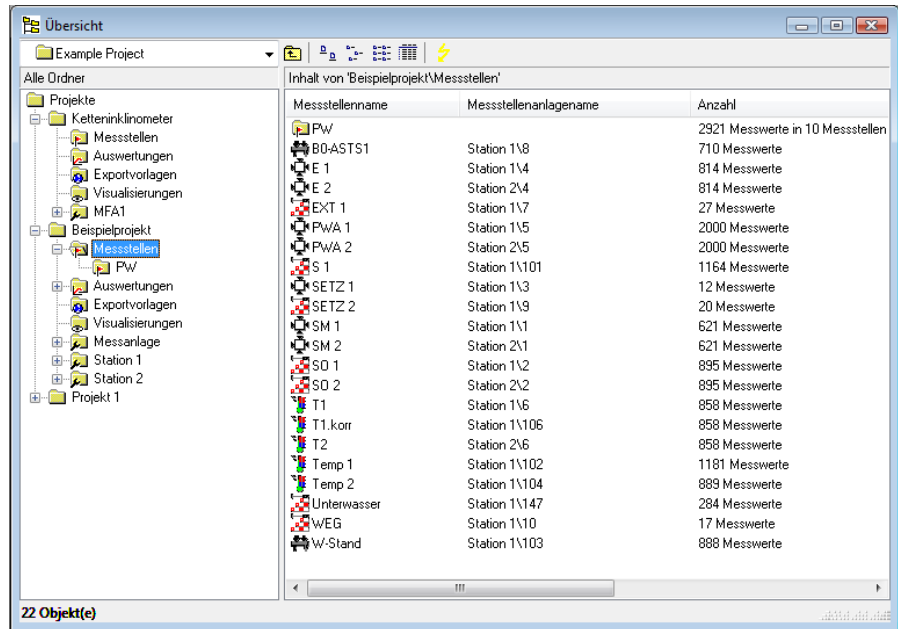 Übersicht
Example Project
Alle Ordner
Inhalt von 'Beispielprojekt\Messstellen'
Projekte
Ketteninklinometer
Messstellen
Auswertungen
Exportvorlagen
Visualisierungen
MFA1
Beispielprojekt
Messstellen
PW
Auswertungen
Exportvorlagen
Visualisierungen
Messanlage
Station 1
Station 2
Projekt 1
Messstellenname Messstellenanlagename Anzahl
PW 2921 Messwerte in 10 Messstellen
B0-ASTS1 Station 1\8 710 Messwerte
E 1 Station 1\4 814 Messwerte
E 2 Station 2\4 814 Messwerte
EXT 1 Station 1\7 27 Messwerte
PWA 1 Station 1\5 2000 Messwerte
PWA 2 Station 2\5 2000 Messwerte
S 1 Station 1\101 1164 Messwerte
SETZ 1 Station 1\3 12 Messwerte
SETZ 2 Station 1\9 20 Messwerte
SM 1 Station 1\1 621 Messwerte
SM 2 Station 2\1 621 Messwerte
SO 1 Station 1\2 895 Messwerte
SO 2 Station 2\2 895 Messwerte
T1 Station 1\6 858 Messwerte
T1.korr Station 1\106 858 Messwerte
T2 Station 2\6 858 Messwerte
Temp 1 Station 1\102 1181 Messwerte
Temp 2 Station 1\104 889 Messwerte
Unterwasser Station 1\147 284 Messwerte
WEG Station 1\10 17 Messwerte
W-Stand Station 1\103 888 Messwerte
22 Objekt(e)